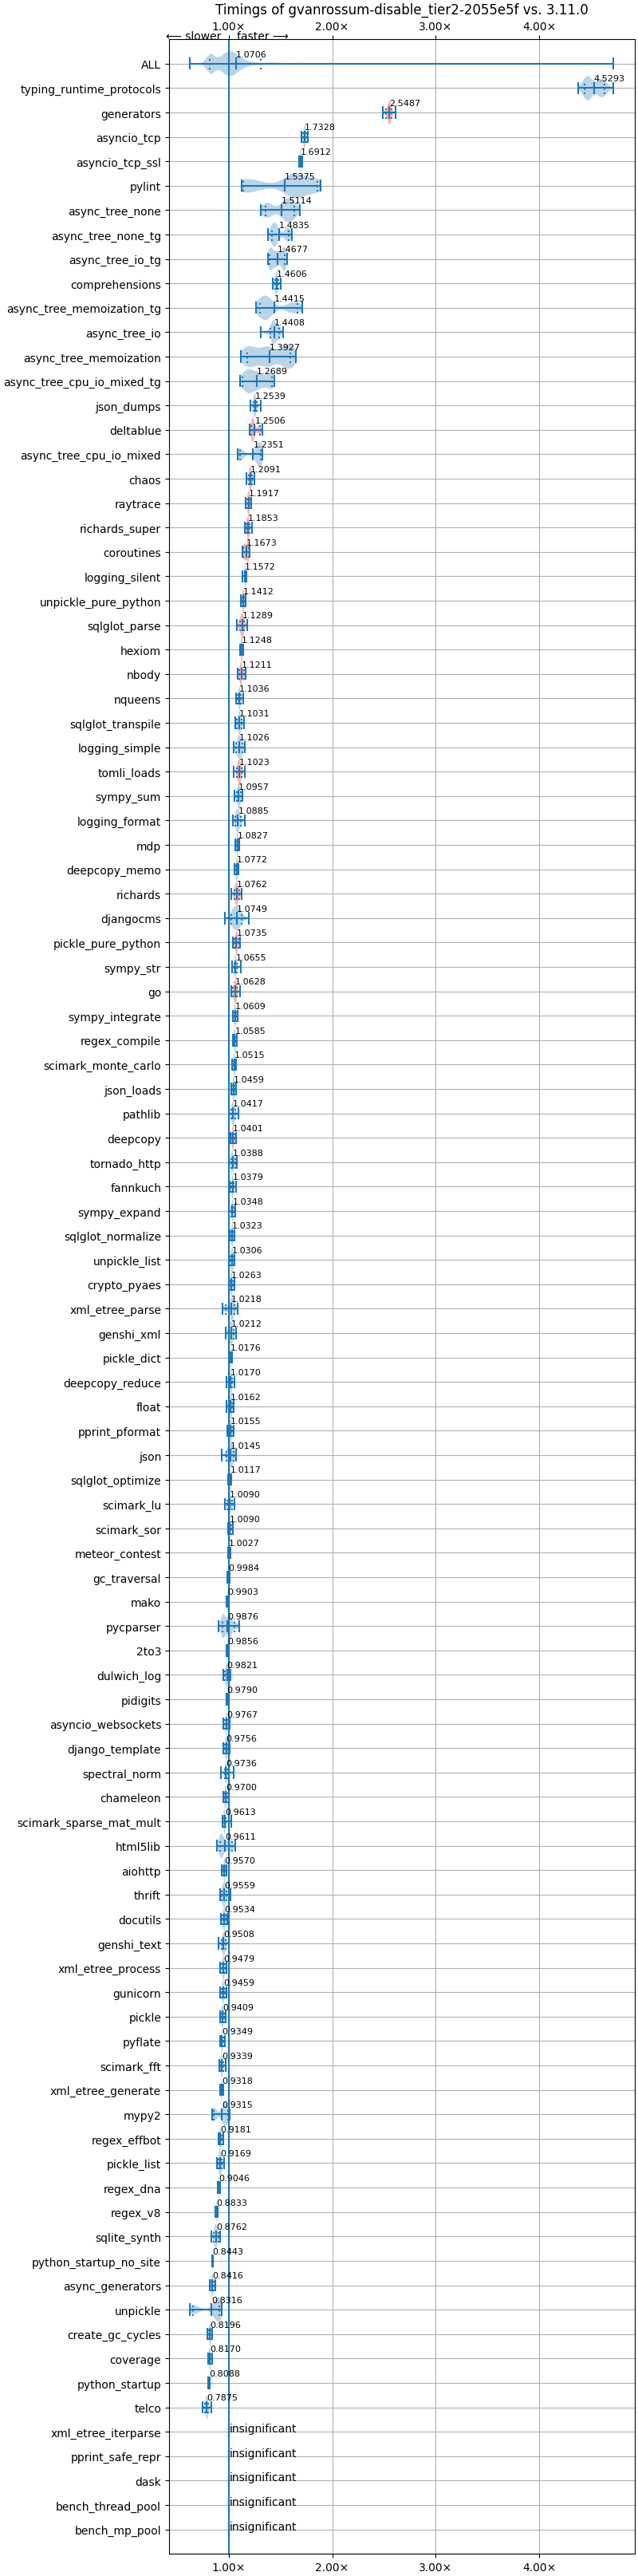 Timings of gvanrossum-disable_tier2-2055e5f vs. 3.11.0
1.00× 2.00× 3.00× 4.00×
⟵ slower faster ⟶
ALL 1.0706
typing_runtime_protocols 4.5293
generators 2.5487
asyncio_tcp 1.7328
asyncio_tcp_ssl 1.6912
pylint 1.5375
async_tree_none 1.5114
async_tree_none_tg 1.4835
async_tree_io_tg 1.4677
comprehensions 1.4606
async_tree_memoization_tg 1.4415
async_tree_io 1.4408
async_tree_memoization 1.3927
async_tree_cpu_io_mixed_tg 1.2689
json_dumps 1.2539
deltablue 1.2506
async_tree_cpu_io_mixed 1.2351
chaos 1.2091
raytrace 1.1917
richards_super 1.1853
coroutines 1.1673
logging_silent 1.1572
unpickle_pure_python 1.1412
sqlglot_parse 1.1289
hexiom 1.1248
nbody 1.1211
nqueens 1.1036
sqlglot_transpile 1.1031
logging_simple 1.1026
tomli_loads 1.1023
sympy_sum 1.0957
logging_format 1.0885
mdp 1.0827
deepcopy_memo 1.0772
richards 1.0762
djangocms 1.0749
pickle_pure_python 1.0735
sympy_str 1.0655
go 1.0628
sympy_integrate 1.0609
regex_compile 1.0585
scimark_monte_carlo 1.0515
json_loads 1.0459
pathlib 1.0417
deepcopy 1.0401
tornado_http 1.0388
fannkuch 1.0379
sympy_expand 1.0348
sqlglot_normalize 1.0323
unpickle_list 1.0306
crypto_pyaes 1.0263
xml_etree_parse 1.0218
genshi_xml 1.0212
pickle_dict 1.0176
deepcopy_reduce 1.0170
float 1.0162
pprint_pformat 1.0155
json 1.0145
sqlglot_optimize 1.0117
scimark_lu 1.0090
scimark_sor 1.0090
meteor_contest 1.0027
gc_traversal 0.9984
mako 0.9903
pycparser 0.9876
2to3 0.9856
dulwich_log 0.9821
pidigits 0.9790
asyncio_websockets 0.9767
django_template 0.9756
spectral_norm 0.9736
chameleon 0.9700
scimark_sparse_mat_mult 0.9613
html5lib 0.9611
aiohttp 0.9570
thrift 0.9559
docutils 0.9534
genshi_text 0.9508
xml_etree_process 0.9479
gunicorn 0.9459
pickle 0.9409
pyflate 0.9349
scimark_fft 0.9339
xml_etree_generate 0.9318
mypy2 0.9315
regex_effbot 0.9181
pickle_list 0.9169
regex_dna 0.9046
regex_v8 0.8833
sqlite_synth 0.8762
python_startup_no_site 0.8443
async_generators 0.8416
unpickle 0.8316
create_gc_cycles 0.8196
coverage 0.8170
python_startup 0.8088
telco 0.7875
xml_etree_iterparse insignificant
pprint_safe_repr insignificant
dask insignificant
bench_thread_pool insignificant
bench_mp_pool insignificant
1.00× 2.00× 3.00× 4.00×